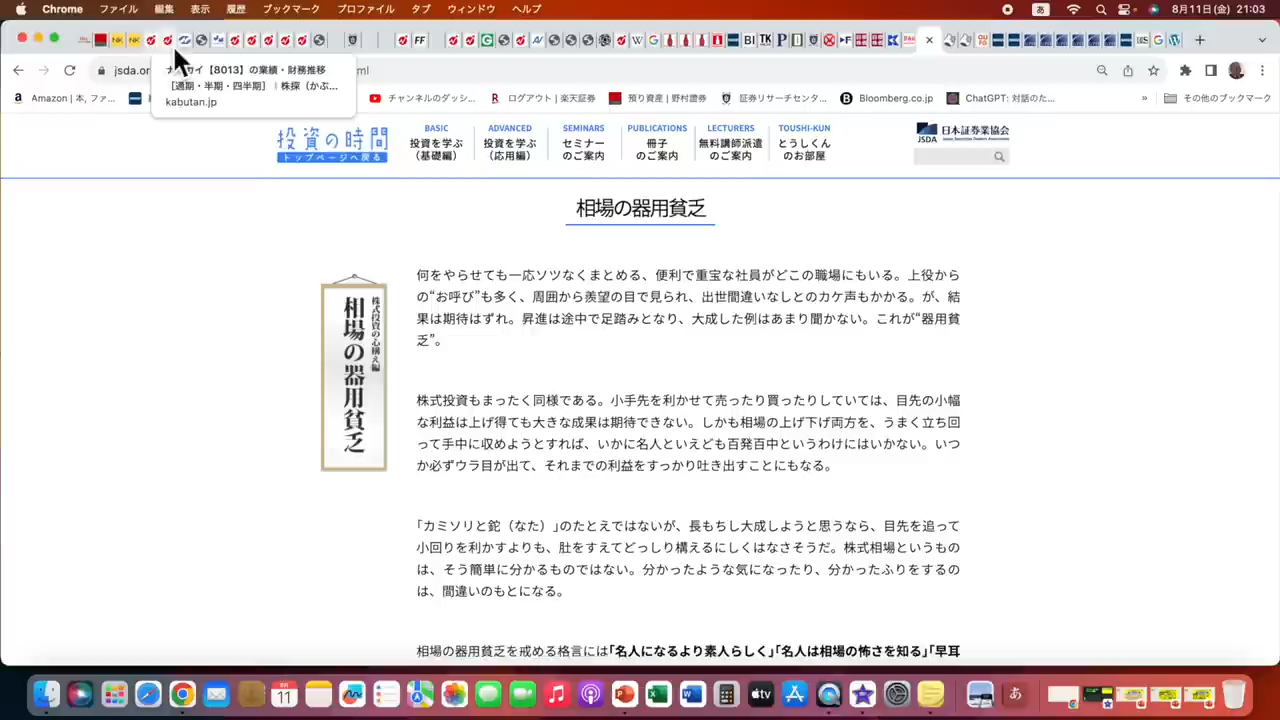 Chrome ファイル 編集 表示 履歴 ブックマーク プロファイル タブ ウィンドウ ヘルプ
あ 8月11日(金) 21:03
FF W G BI TK P D F G W
jsda.or
ml
ナイガイ【8013】の業績・財務推移
[通期・半期・四半期] | 株探（かぶ...
kabutan.jp
Amazon | 本, ファ...
チャンネルのダッシ...
ログアウト | 楽天証券
預り資産 | 野村證券
証券リサーチセンタ...
Bloomberg.co.jp
ChatGPT: 対話のた...
»
その他のブックマーク
投資の時間
トップページへ戻る
BASIC
投資を学ぶ
（基礎編）
ADVANCED
投資を学ぶ
（応用編）
SEMINARS
セミナー
のご案内
PUBLICATIONS
冊子
のご案内
LECTURERS
無料講師派遣
のご案内
TOUSHI-KUN
とうしくん
のお部屋
JSDA 日本証券業協会
相場の器用貧乏
株式投資の心構え編
相場の器用貧乏
何をやらせても一応ソツなくまとめる、便利で重宝な社員がどこの職場にもいる。上役から
の“お呼び”も多く、周囲から羨望の目で見られ、出世間違いなしとのカケ声もかかる。が、結
果は期待はずれ。昇進は途中で足踏みとなり、大成した例はあまり聞かない。これが“器用貧
乏”。
株式投資もまったく同様である。小手先を利かせて売ったり買ったりしていては、目先の小幅
な利益は上げ得ても大きな成果は期待できない。しかも相場の上げ下げ両方を、うまく立ち回
って手中に収めようとすれば、いかに名人といえども百発百中というわけにはいかない。いつ
か必ずウラ目が出て、それまでの利益をすっかり吐き出すことにもなる。
「カミソリと鉈（なた）」のたとえではないが、長もちし大成しようと思うなら、目先を追って
小回りを利かすよりも、肚をすえてどっしり構えるにしくはなさそうだ。株式相場というもの
は、そう簡単に分かるものではない。分かったような気になったり、分かったふりをするの
は、間違いのもとになる。
相場の器用貧乏を戒める格言には「名人になるより素人らしく」「名人は相場の怖さを知る」「早耳